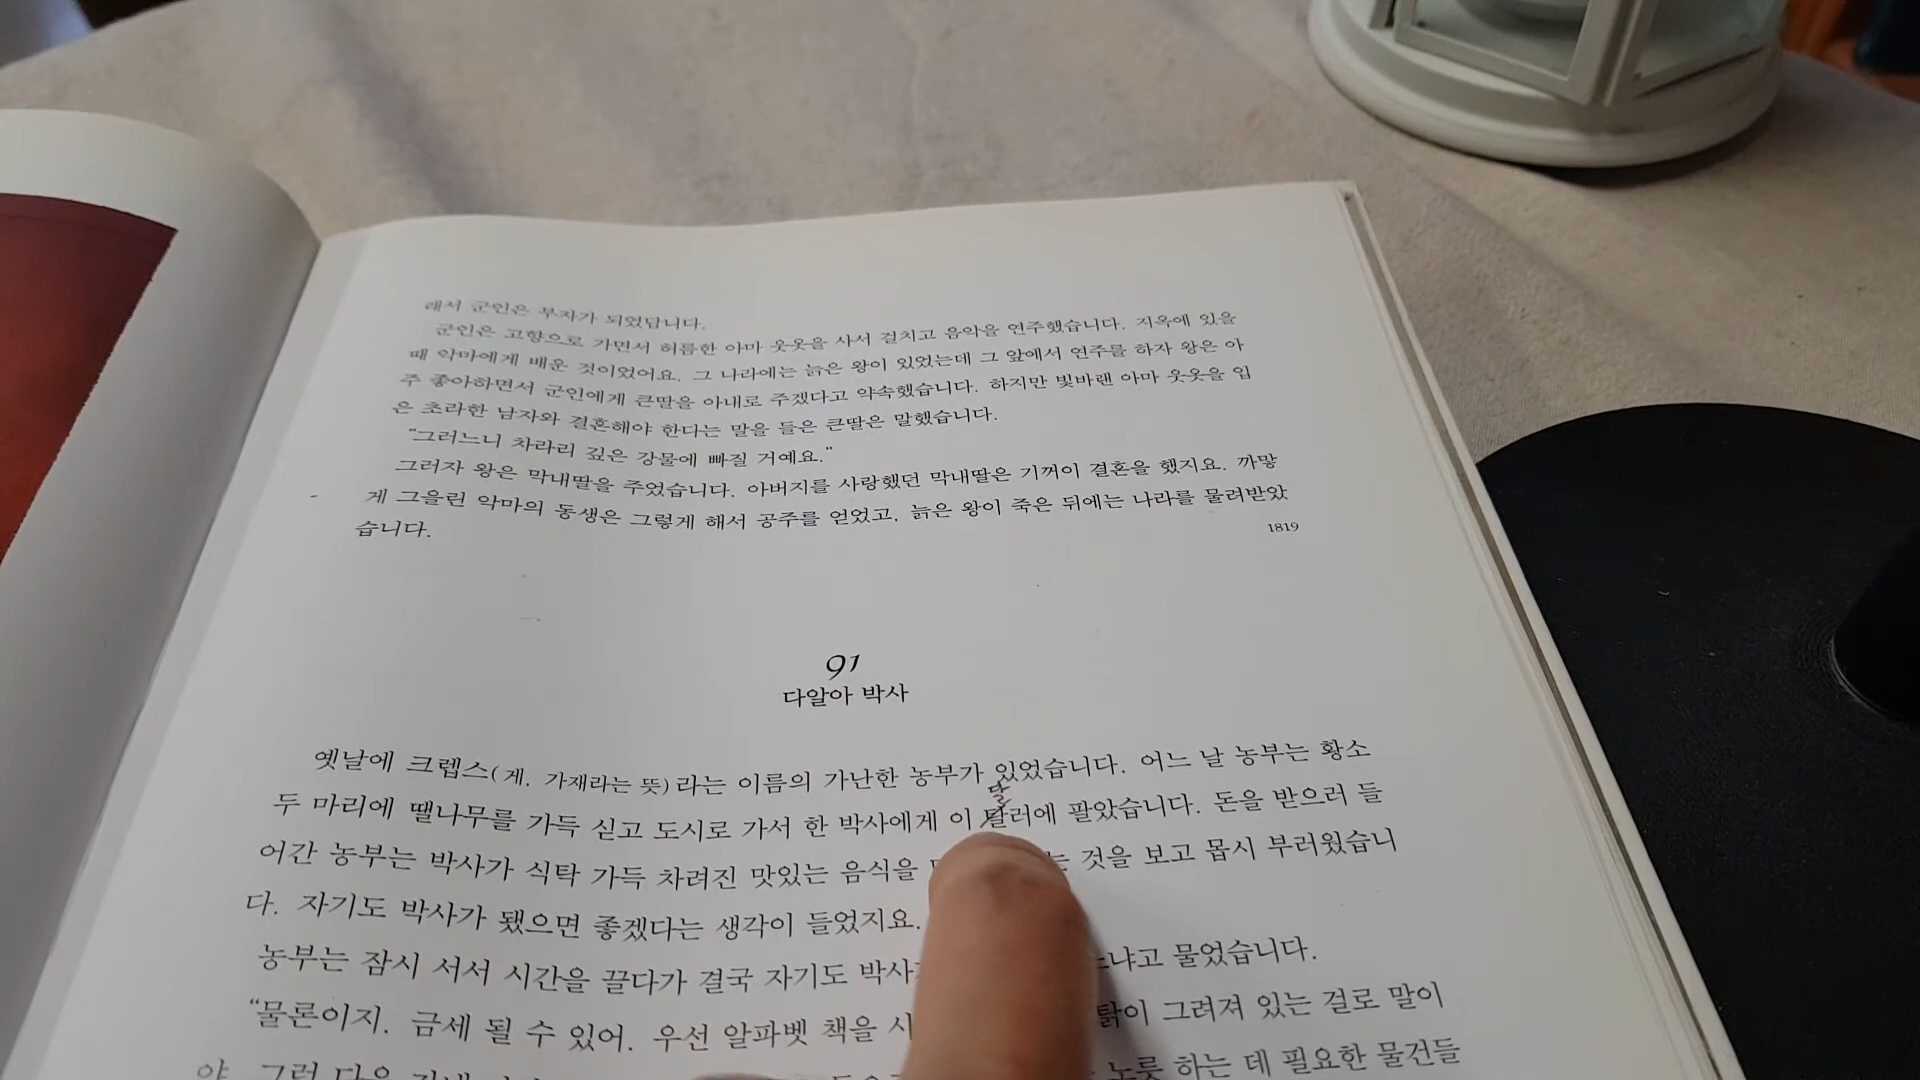 래서 군인은 부자가 되었답니다.
군인은 고향으로 가면서 허름한 아마 웃옷을 사서 걸치고 음악을 연주했습니다. 지옥에 있을
때 악마에게 배운 것이었어요. 그 나라에는 늙은 왕이 있었는데 그 앞에서 연주를 하자 왕은 아
주 좋아하면서 군인에게 큰딸을 아내로 주겠다고 약속했습니다. 하지만 빛바랜 아마 웃옷을 입
은 초라한 남자와 결혼해야 한다는 말을 들은 큰딸은 말했습니다.
“그러느니 차라리 깊은 강물에 빠질 거예요.”
그러자 왕은 막내딸을 주었습니다. 아버지를 사랑했던 막내딸은 기꺼이 결혼을 했지요. 까맣
게 그을린 악마의 동생은 그렇게 해서 공주를 얻었고, 늙은 왕이 죽은 뒤에는 나라를 물려받았
습니다.
1819
91
다알아 박사
옛날에 크렙스(게, 가재라는 뜻)라는 이름의 가난한 농부가 있었습니다. 어느 날 농부는 황소
달
두 마리에 땔나무를 가득 싣고 도시로 가서 한 박사에게 이 탈러에 팔았습니다. 돈을 받으러 들
어간 농부는 박사가 식탁 가득 차려진 맛있는 음식을 것을 보고 몹시 부러웠습니
다. 자기도 박사가 됐으면 좋겠다는 생각이 들었지요.
농부는 잠시 서서 시간을 끌다가 결국 자기도 박사 느냐고 물었습니다.
“물론이지. 금세 될 수 있어. 우선 알파벳 책을 사 닭이 그려져 있는 걸로 말이
야. 그런 다음 노릇 하는 데 필요한 물건들